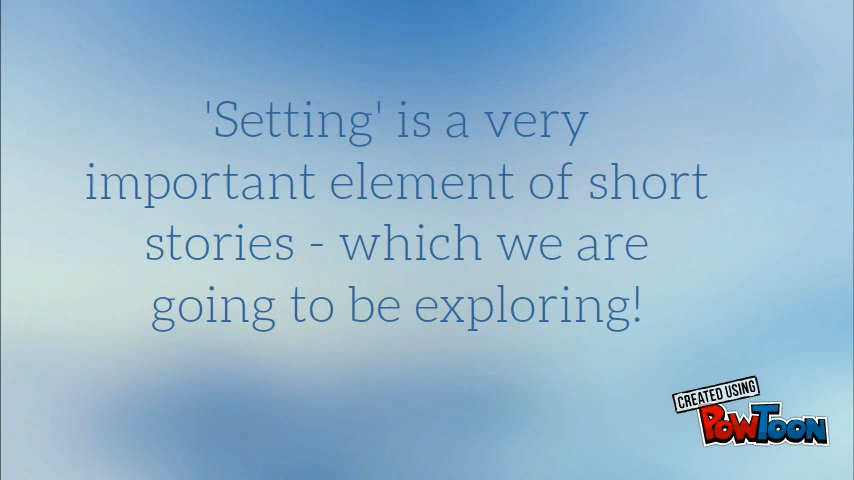 'Setting' is a very
important element of short
stories - which we are
going to be exploring!
CREATED USING
POWTOON